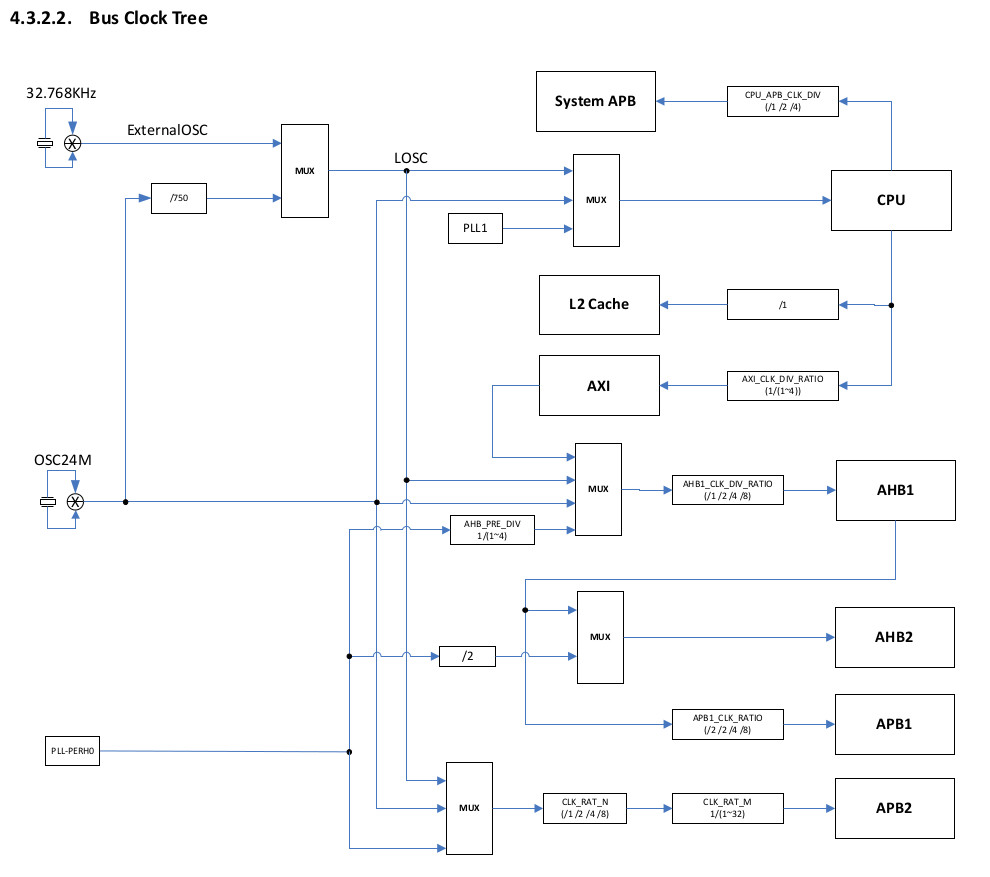 4.3.2.2. Bus Clock Tree
32.768KHz
ExternalOSC
/750
MUX
LOSC
PLL1
MUX
System APB
CPU_APB_CLK_DIV
(/1 /2 /4)
CPU
L2 Cache
/1
AXI
AXI_CLK_DIV_RATIO
(1/(1~4))
OSC24M
AHB_PRE_DIV
1/(1~4)
MUX
AHB1_CLK_DIV_RATIO
(/1 /2 /4 /8)
AHB1
/2
MUX
AHB2
APB1_CLK_RATIO
(/2 /2 /4 /8)
APB1
PLL-PERH0
MUX
CLK_RAT_N
(/1 /2 /4 /8)
CLK_RAT_M
1/(1~32)
APB2